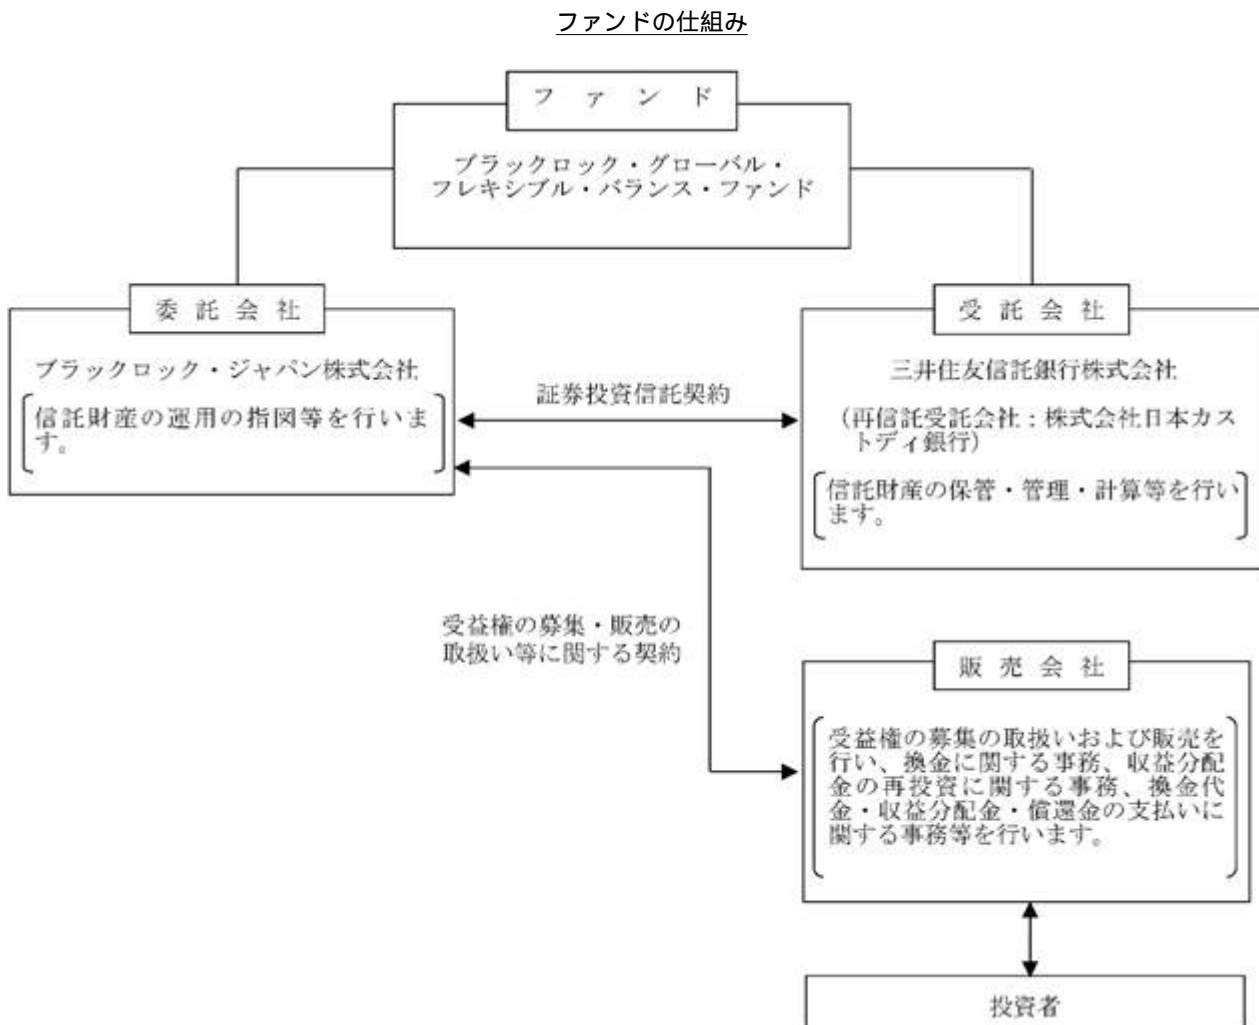 ファンドの仕組み
ファンド
ブラックロック・グローバル・
フレキシブル・バランス・ファンド
委託会社
ブラックロック・ジャパン株式会社
信託財産の運用の指図等を行いま
す。
証券投資信託契約
受託会社
三井住友信託銀行株式会社
（再信託受託会社：株式会社日本カス
トディ銀行）
信託財産の保管・管理・計算等を行い
ます。
受益権の募集・販売の
取扱い等に関する契約
販売会社
受益権の募集の取扱いおよび販売を
行い、換金に関する事務、収益分配
金の再投資に関する事務、換金代
金・収益分配金・償還金の支払いに
関する事務等を行います。
投資者